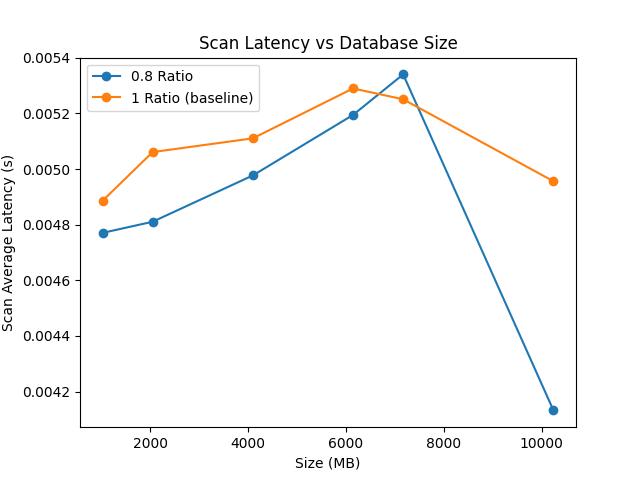 Scan Latency vs Database Size
0.8 Ratio
1 Ratio (baseline)
Scan Average Latency (s)
0.0054
0.0052
0.0050
0.0048
0.0046
0.0044
0.0042
2000 4000 6000 8000 10000
Size (MB)